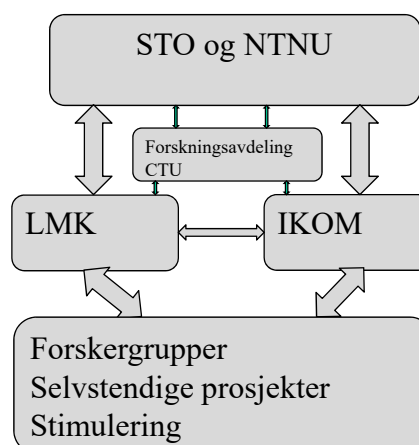 STO og NTNU
Forskningsavdeling
CTU
LMK
IKOM
Forskergrupper
Selvstendige prosjekter
Stimulering